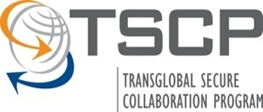 TSCP
TRANSGLOBAL SECURE
COLLABORATION PROGRAM